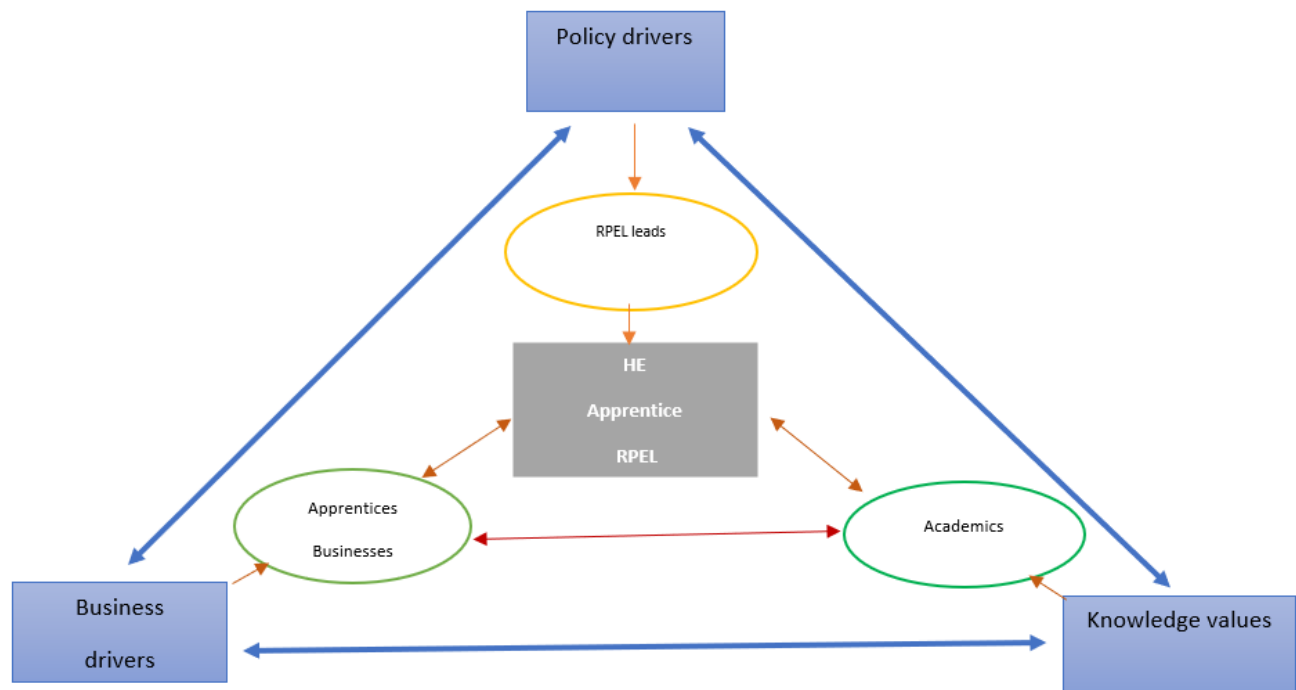 Policy drivers
RPEL leads
HE
Apprentice
RPEL
Apprentices
Businesses
Academics
Business
drivers
Knowledge values